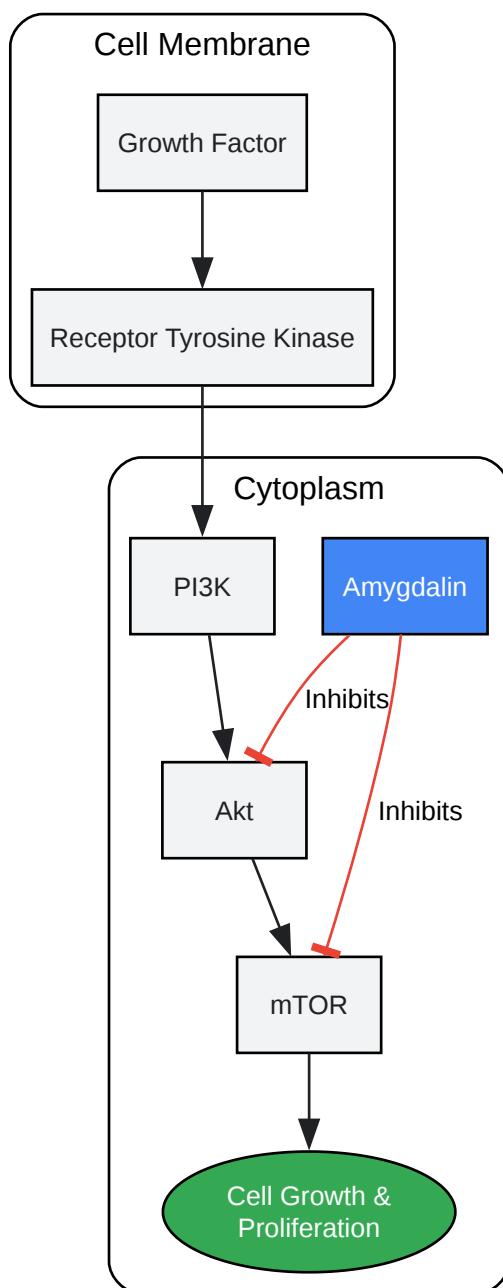 Cell Membrane
Growth Factor
Receptor Tyrosine Kinase
Cytoplasm
PI3K
Amygdalin
Inhibits
Akt
Inhibits
mTOR
Cell Growth &
Proliferation